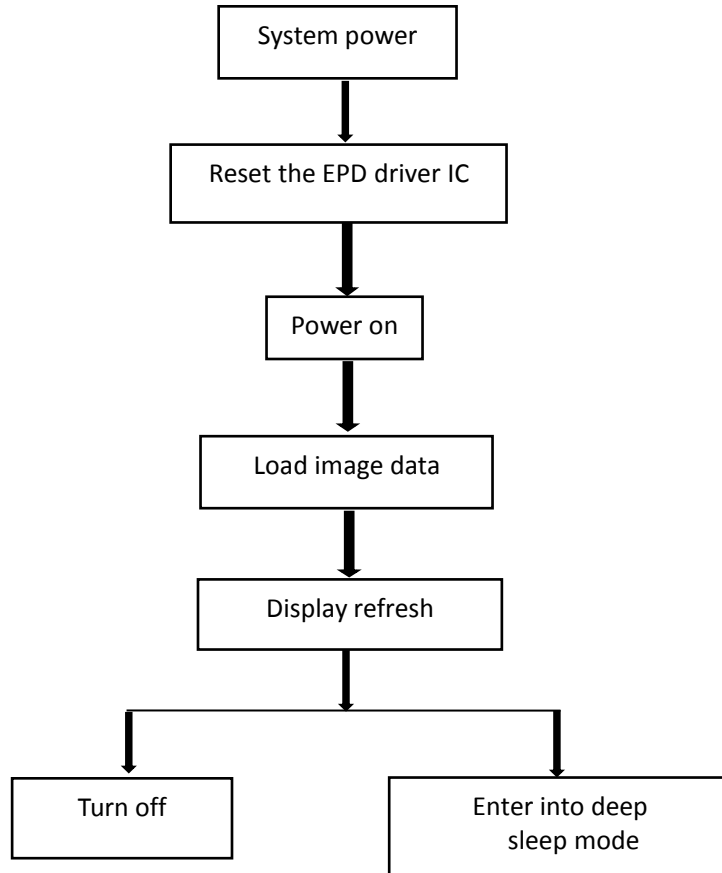 System power
Reset the EPD driver IC
Power on
Load image data
Display refresh
Turn off
Enter into deep
sleep mode